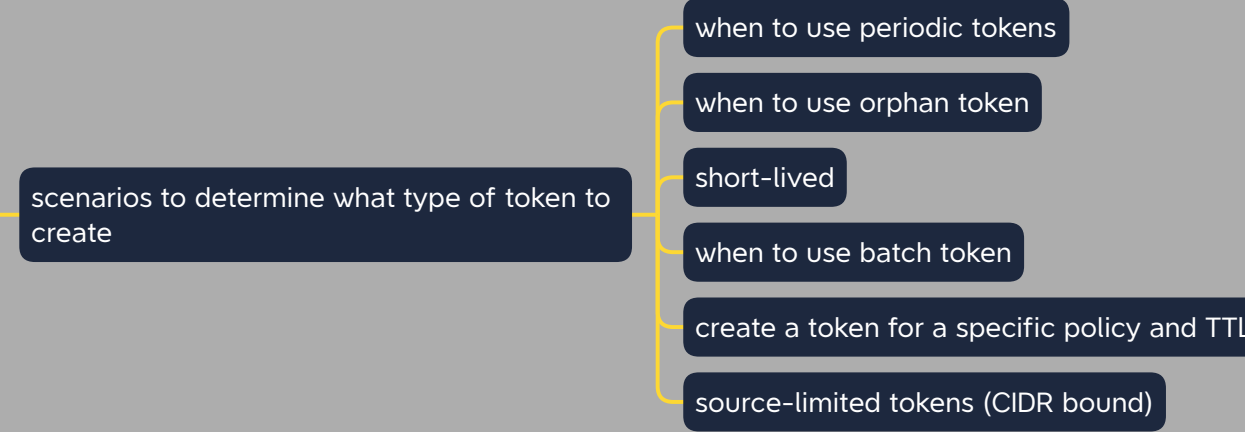 when to use periodic tokens
when to use orphan token
short-lived
scenarios to determine what type of token to
create
when to use batch token
create a token for a specific policy and TTL
source-limited tokens (CIDR bound)